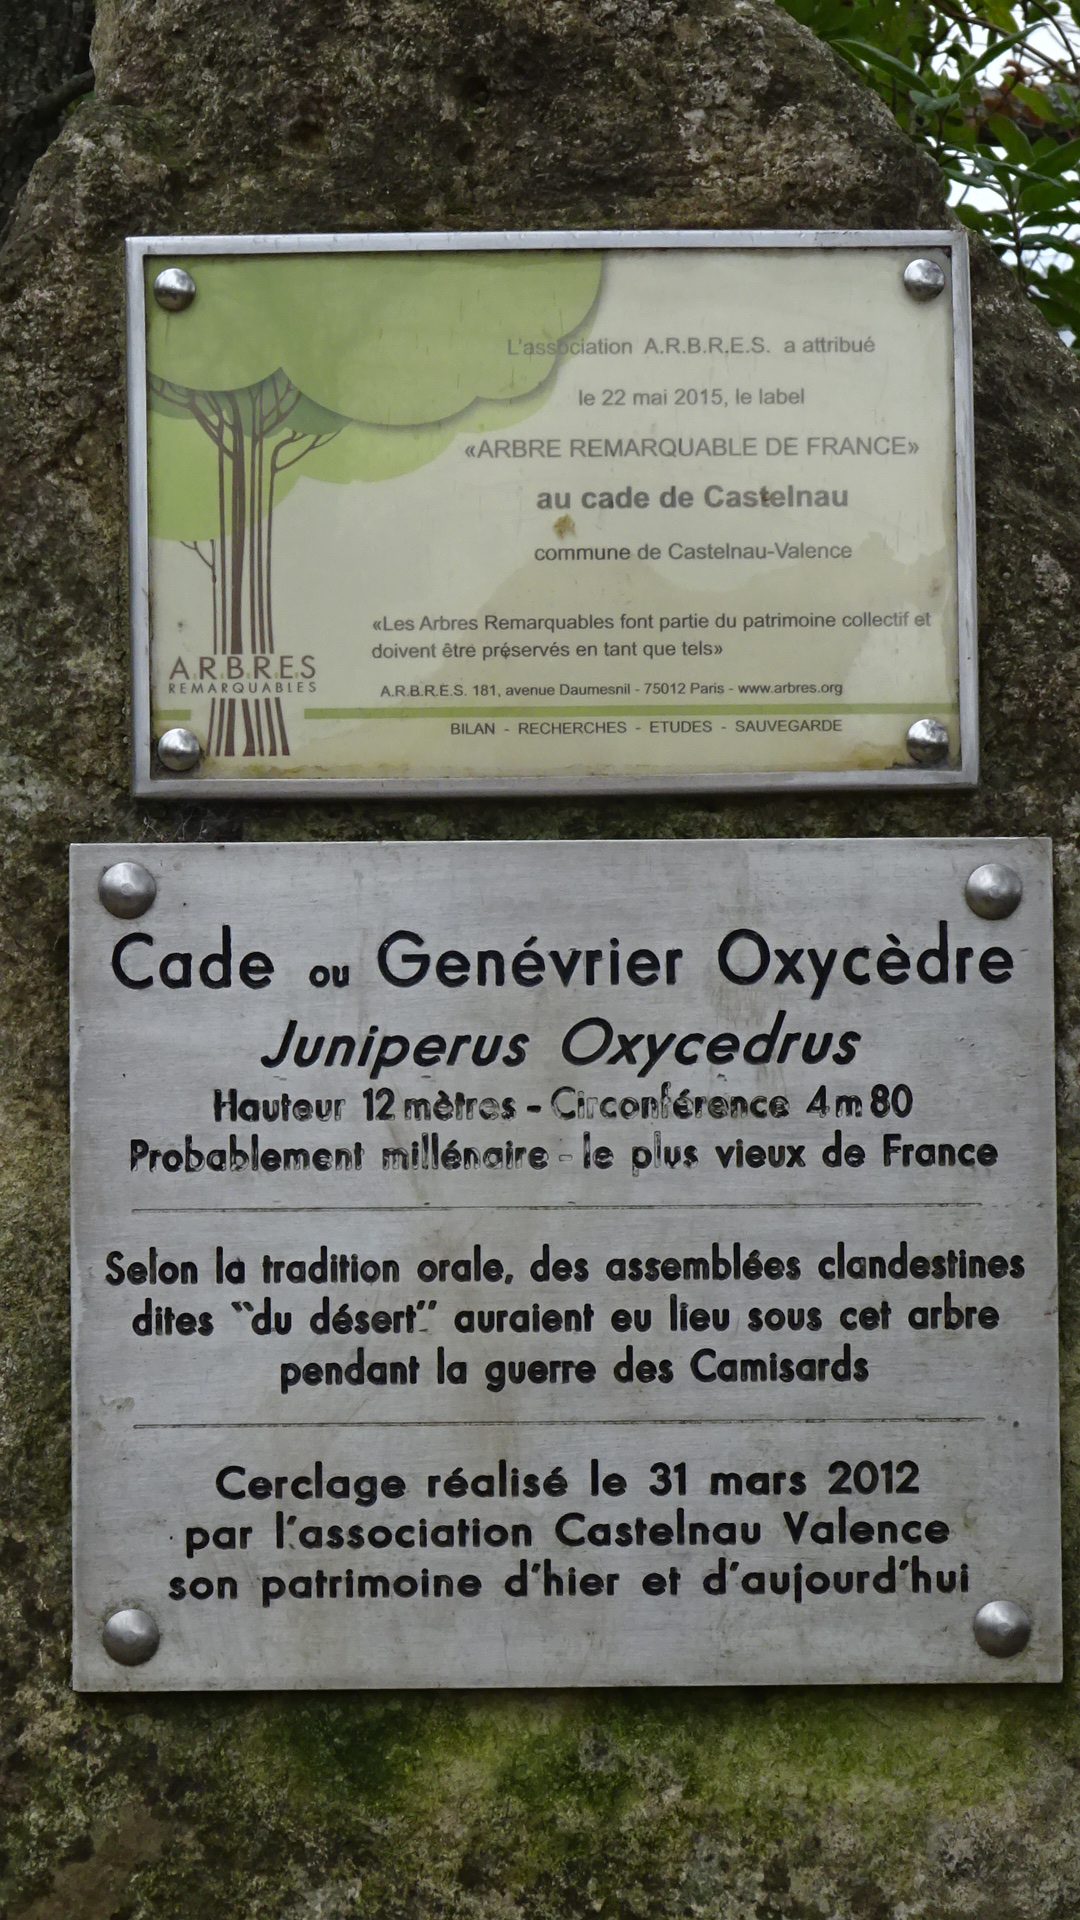 L'association A.R.B.R.E.S. a attribué
le 22 mai 2015, le label
«ARBRE REMARQUABLE DE FRANCE»
au cade de Castelnau
commune de Castelnau-Valence
«Les Arbres Remarquables font partie du patrimoine collectif et
doivent être préservés en tant que tels»
A.R.B.R.E.S
REMARQUABLES
A.R.B.R.E.S. 181, avenue Daumesnil - 75012 Paris - www.arbres.org
BILAN - RECHERCHES - ETUDES - SAUVEGARDE
Cade ou Genévrier Oxycèdre
Juniperus Oxycedrus
Hauteur 12 mètres - Circonférence 4m80
Probablement millénaire - le plus vieux de France
Selon la tradition orale, des assemblées clandestines
dites "du désert" auraient eu lieu sous cet arbre
pendant la guerre des Camisards
Cerclage réalisé le 31 mars 2012
par l'association Castelnau Valence
son patrimoine d'hier et d'aujourd'hui